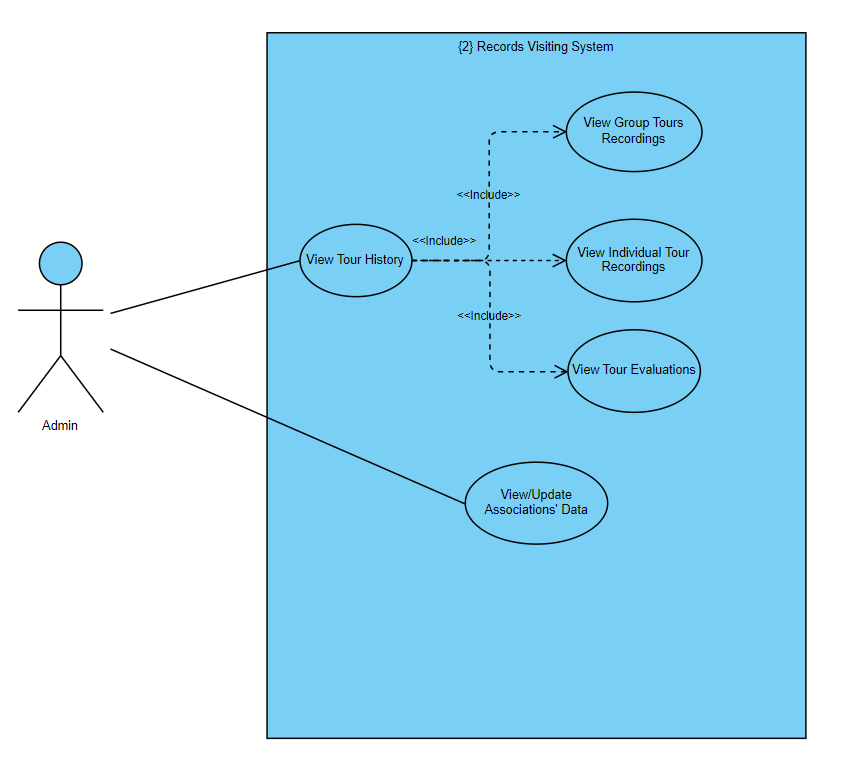 {2} Records Visiting System
View Group Tours
Recordings
<<Include>>
<<Include>>
View Tour History
View Individual Tour
Recordings
<<Include>>
View Tour Evaluations
Admin
View/Update
Associations' Data